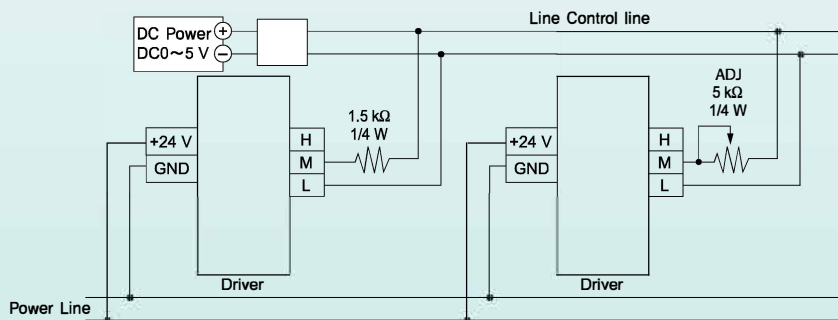 Line Control line
DC Power +
DC0～5 V −
ADJ
5 kΩ
1/4 W
1.5 kΩ
1/4 W
+24 V
GND
H
M
L
+24 V
GND
H
M
L
Driver
Driver
Power Line